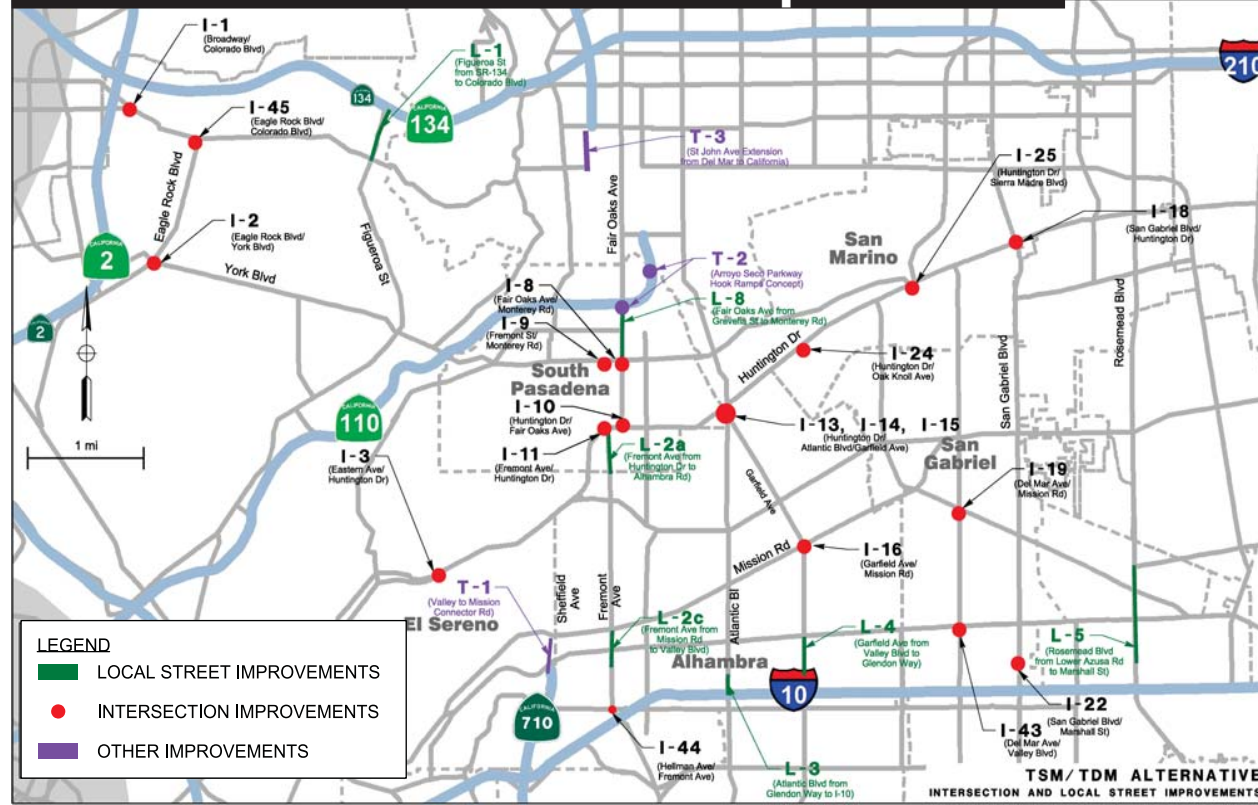 I-1
(Broadway/
Colorado Blvd)
L-1
(Figueroa St
from SR-134
to Colorado Blvd)
210
134
CALIFORNIA
134
I-45
(Eagle Rock Blvd/
Colorado Blvd)
T-3
(St John Ave Extension
from Del Mar to California)
I-25
(Huntington Dr/
Sierra Madre Blvd)
Eagle Rock Blvd
Fair Oaks Ave
I-18
(San Gabriel Blvd/
Huntington Dr)
I-2
(Eagle Rock Blvd/
York Blvd)
CALIFORNIA
2
York Blvd
Figueroa St
San
Marino
T-2
(Arroyo Seco Parkway
Hook Ramps Concept)
I-8
(Fair Oaks Ave/
Monterey Rd)
L-8
(Fair Oaks Ave from
Grevelia St to Monterey Rd)
I-9
(Fremont St/
Monterey Rd)
2
Rosemead Blvd
Huntington Dr
I-24
(Huntington Dr/
Oak Knoll Ave)
San Gabriel Blvd
South
Pasadena
CALIFORNIA
110
I-10
(Huntington Dr/
Fair Oaks Ave)
I-13, I-14, I-15
(Huntington Dr/
Atlantic Blvd/Garfield Ave)
1 mi
I-3
(Eastern Ave/
Huntington Dr)
I-11
(Fremont Ave/
Huntington Dr)
L-2a
(Fremont Ave from
Huntington Dr to
Alhambra Rd)
San
Gabriel
Garfield Ave
I-19
(Del Mar Ave/
Mission Rd)
Mission Rd
I-16
(Garfield Ave/
Mission Rd)
T-1
(Valley to Mission
Connector Rd)
Sheffield
Ave
Fremont
Ave
Atlantic Bl
El Sereno
L-2c
(Fremont Ave from
Mission Rd
to Valley Blvd)
L-4
(Garfield Ave from
Valley Blvd to
Glendon Way)
L-5
(Rosemead Blvd
from Lower Azusa Rd
to Marshall St)
Alhambra
LEGEND
LOCAL STREET IMPROVEMENTS
INTERSECTION IMPROVEMENTS
OTHER IMPROVEMENTS
10
CALIFORNIA
710
I-22
(San Gabriel Blvd/
Marshall St)
I-43
(Del Mar Ave/
Valley Blvd)
I-44
(Hellman Ave/
Fremont Ave)
L-3
(Atlantic Blvd from
Glendon Way to I-10)
TSM/TDM ALTERNATIVE
INTERSECTION AND LOCAL STREET IMPROVEMENTS